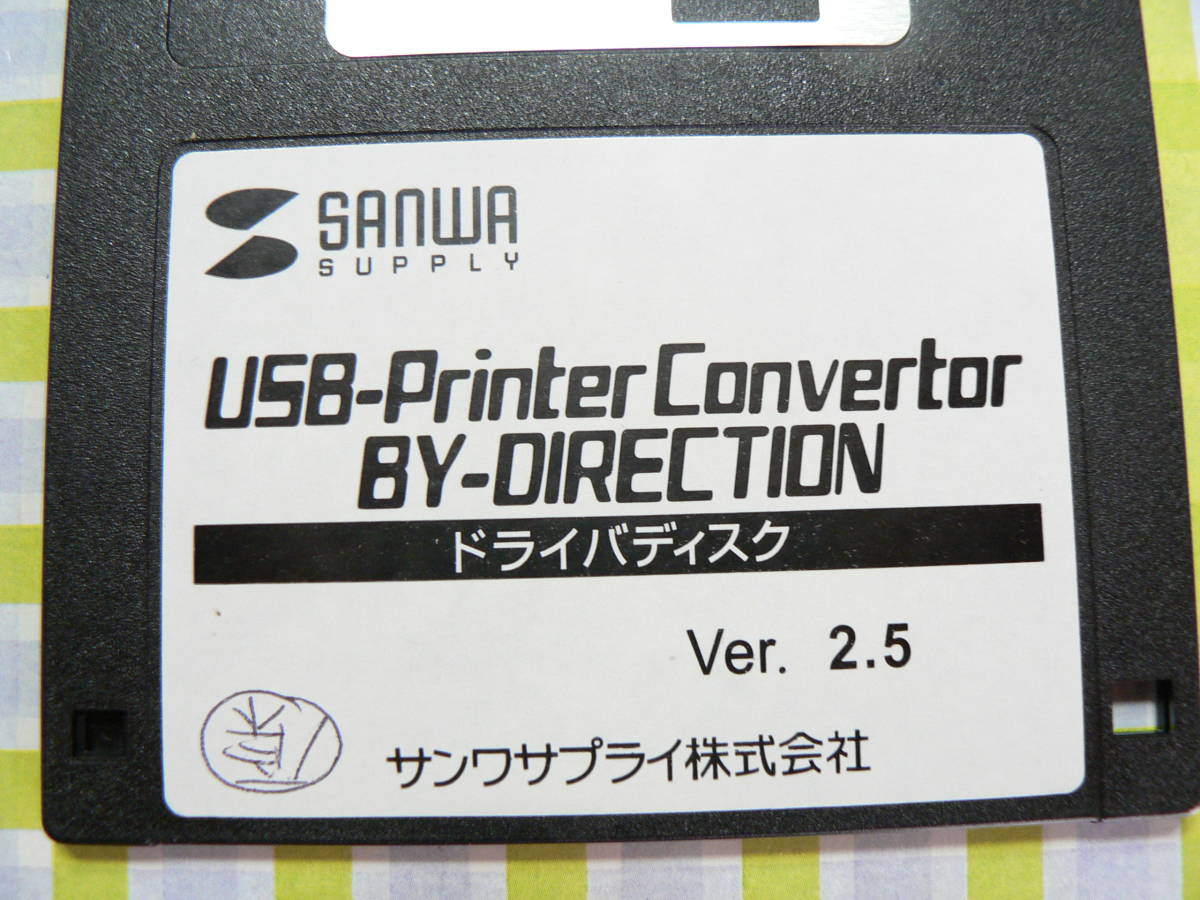 SANWA
SUPPLY
USB-Printer Convertor
BY-DIRECTION
ドライバディスク
Ver. 2.5
サンワサプライ株式会社